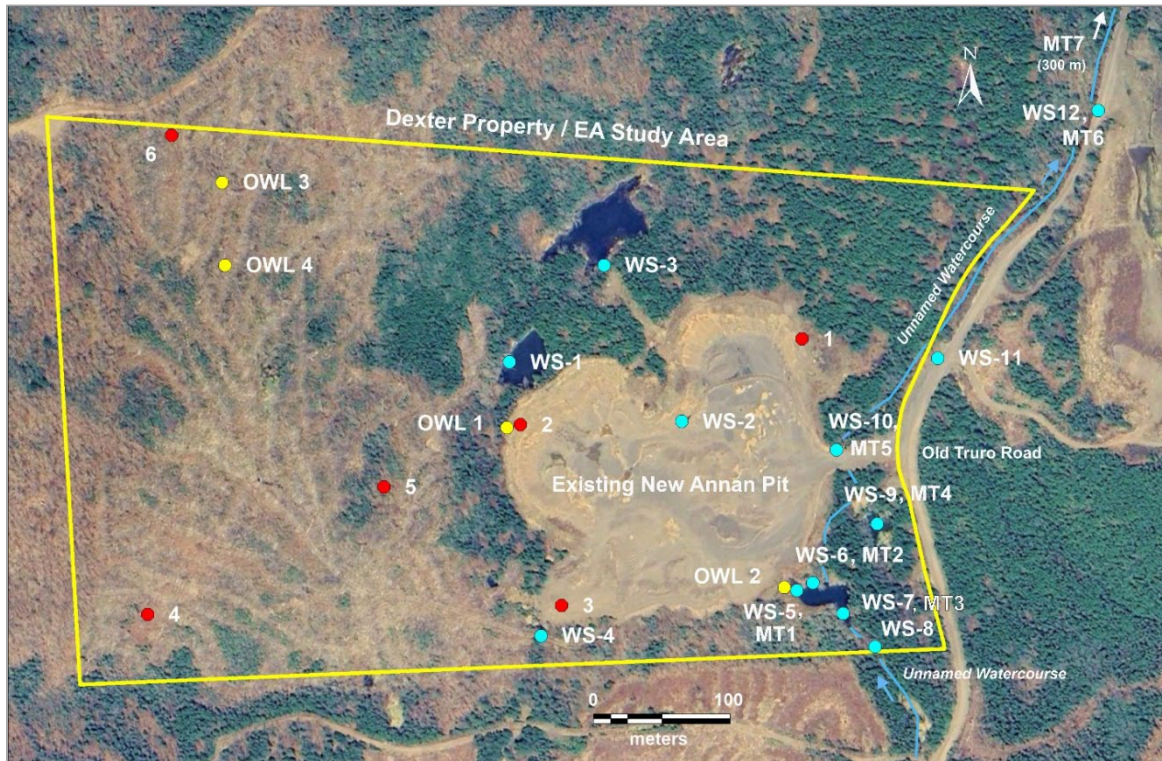 MT7
(300 m)
N
WS12,
MT6
Dexter Property / EA Study Area
6
OWL 3
OWL 4
WS-3
Unnamed Watercourse
1
WS-11
WS-1
OWL 1
2
WS-2
WS-10,
MT5
Old Truro Road
5
Existing New Annan Pit
WS-9, MT4
WS-6, MT2
OWL 2
WS-5,
MT1
WS-7, MT3
3
4
WS-4
WS-8
Unnamed Watercourse
0 100
meters